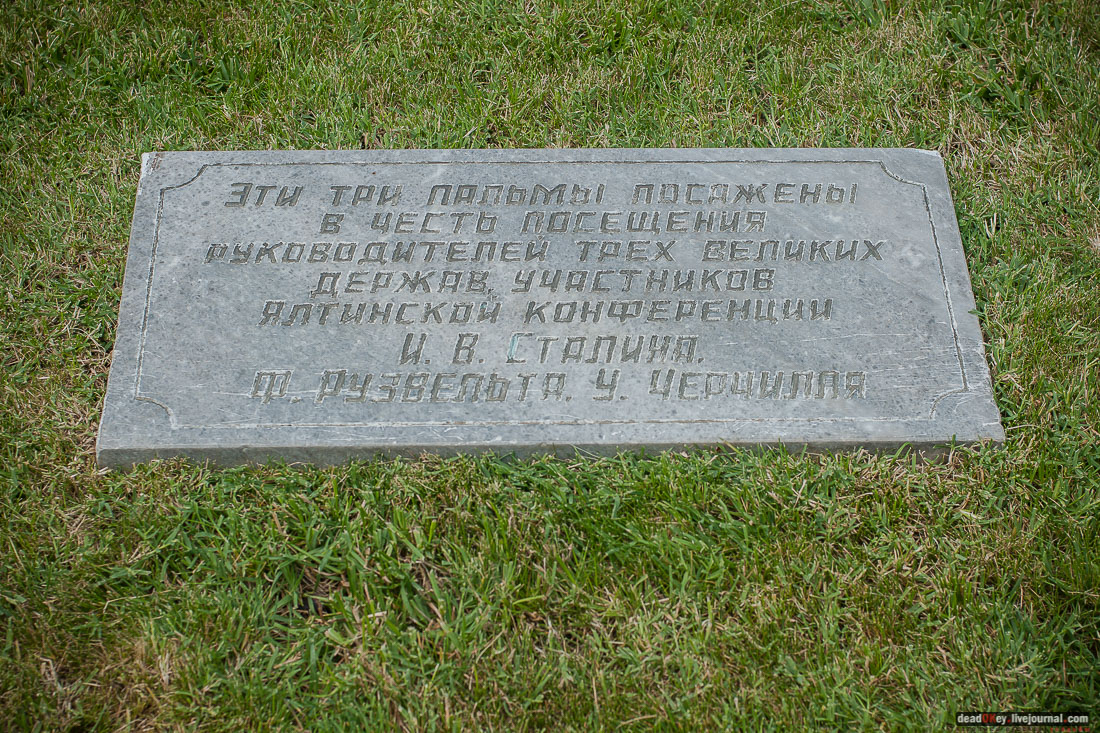 Эти три пальмы посажены
в честь посещения
руководителей трех великих
держав, участников
Ялтинской конференции
И. В. Сталина,
Ф. Рузвельта, У. Черчилля
deadOKey.livejournal.com